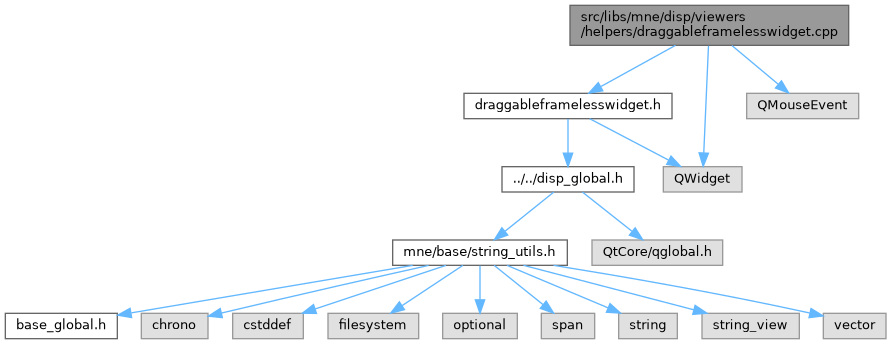 src/libs/mne/disp/viewers
/helpers/draggableframelesswidget.cpp
draggableframelesswidget.h
QMouseEvent
../../disp_global.h
QWidget
mne/base/string_utils.h
QtCore/qglobal.h
base_global.h
chrono
cstddef
filesystem
optional
span
string
string_view
vector